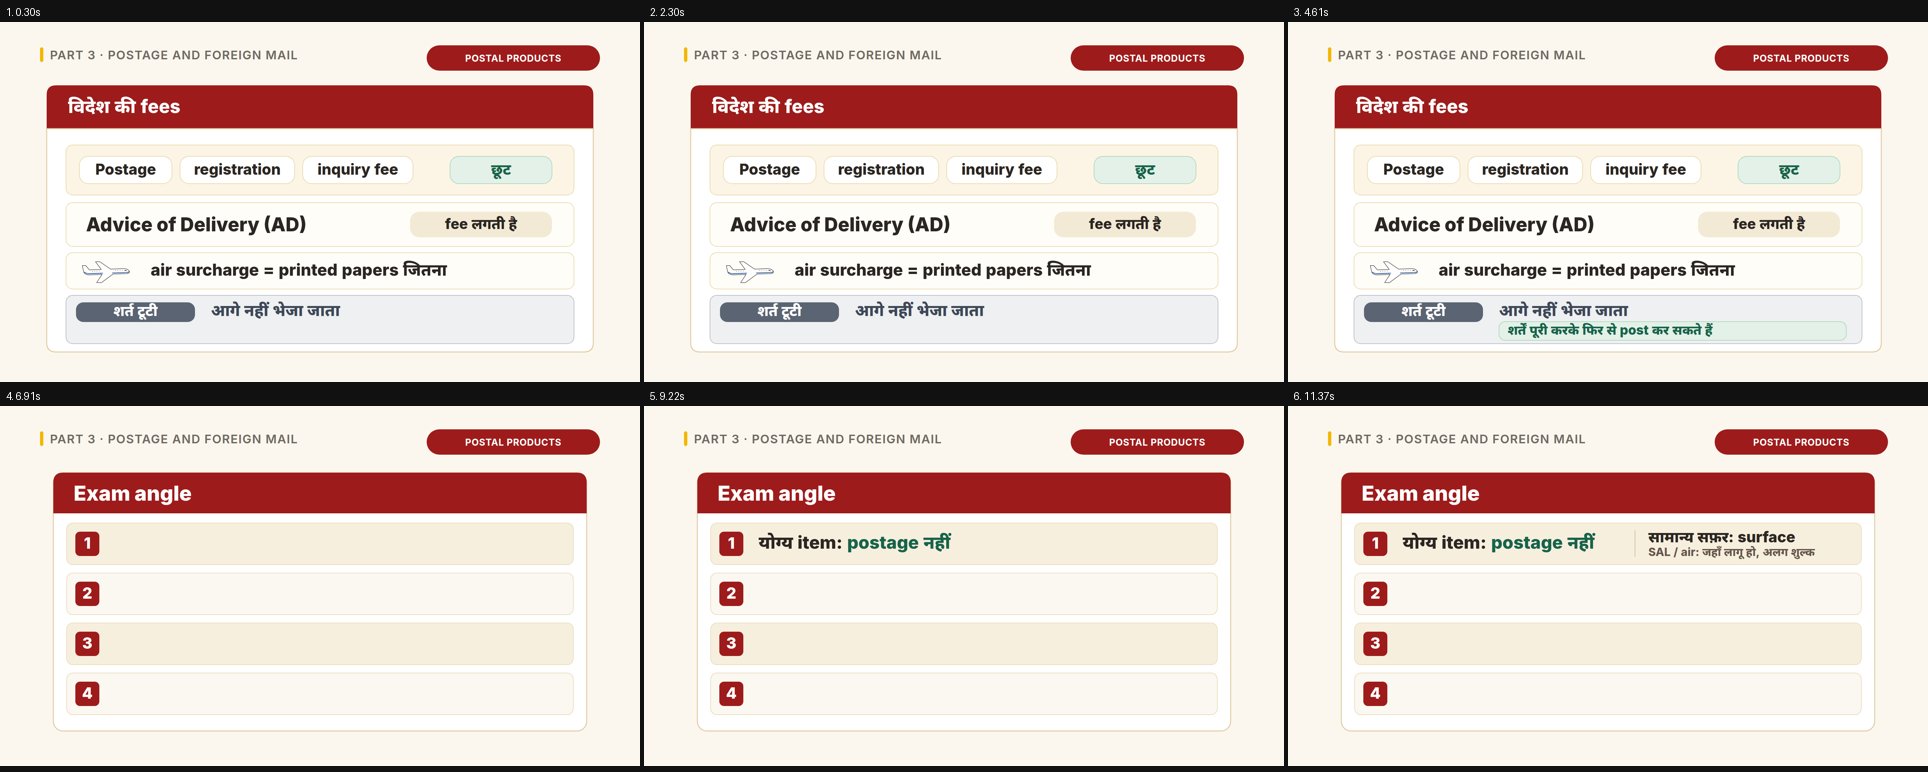 1. 0.30s
PART 3 · POSTAGE AND FOREIGN MAIL
POSTAL PRODUCTS
विदेश की fees
Postage registration inquiry fee छूट
Advice of Delivery (AD) fee लगती है
air surcharge = printed papers जितना
शर्त टूटी आगे नहीं भेजा जाता
2. 2.30s
PART 3 · POSTAGE AND FOREIGN MAIL
POSTAL PRODUCTS
विदेश की fees
Postage registration inquiry fee छूट
Advice of Delivery (AD) fee लगती है
air surcharge = printed papers जितना
शर्त टूटी आगे नहीं भेजा जाता
3. 4.61s
PART 3 · POSTAGE AND FOREIGN MAIL
POSTAL PRODUCTS
विदेश की fees
Postage registration inquiry fee छूट
Advice of Delivery (AD) fee लगती है
air surcharge = printed papers जितना
शर्त टूटी आगे नहीं भेजा जाता
शर्तें पूरी करके फिर से post कर सकते हैं
4. 6.91s
PART 3 · POSTAGE AND FOREIGN MAIL
POSTAL PRODUCTS
Exam angle
1
2
3
4
5. 9.22s
PART 3 · POSTAGE AND FOREIGN MAIL
POSTAL PRODUCTS
Exam angle
1 योग्य item: postage नहीं
2
3
4
6. 11.37s
PART 3 · POSTAGE AND FOREIGN MAIL
POSTAL PRODUCTS
Exam angle
1 योग्य item: postage नहीं
सामान्य सफ़र: surface
SAL / air: जहाँ लागू हो, अलग शुल्क
2
3
4